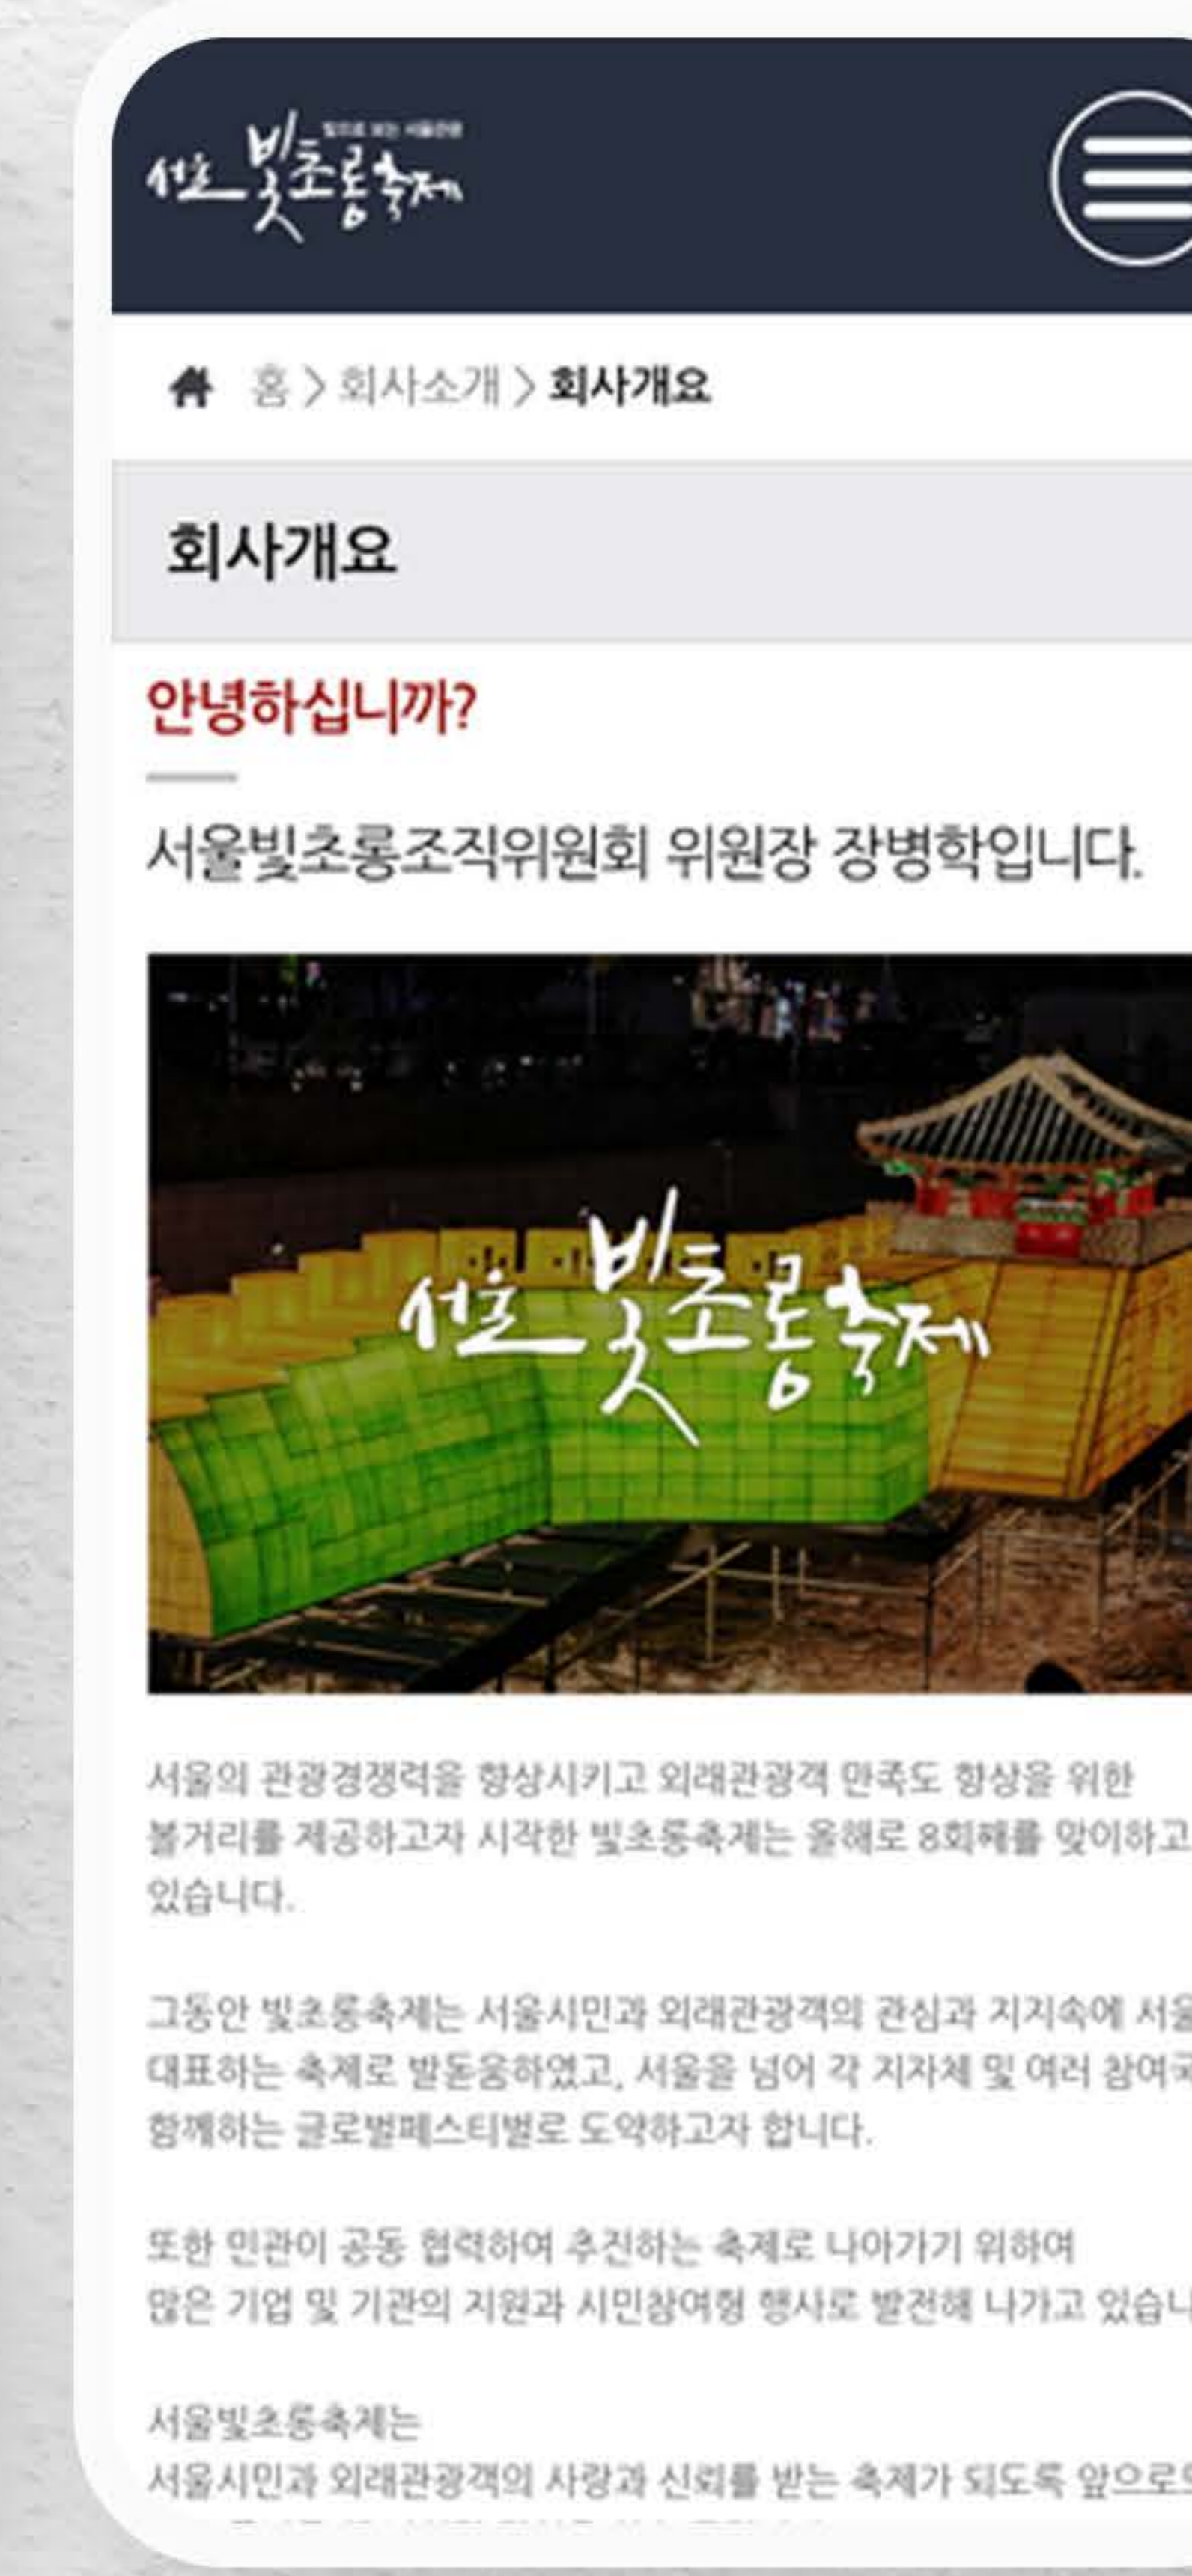 빛으로 보는 서울관광
서울빛초롱축제
홈 > 회사소개 > 회사개요
회사개요
안녕하십니까?
서울빛초롱조직위원회 위원장 장병학입니다.
서울빛초롱축제
서울의 관광경쟁력을 향상시키고 외래관광객 만족도 향상을 위한
볼거리를 제공하고자 시작한 빛초롱축제는 올해로 8회째를 맞이하고
있습니다.
그동안 빛초롱축제는 서울시민과 외래관광객의 관심과 지지속에 서울
대표하는 축제로 발돋움하였고, 서울을 넘어 각 지자체 및 여러 참여국
함께하는 글로벌페스티벌로 도약하고자 합니다.
또한 민관이 공동 협력하여 추진하는 축제로 나아가기 위하여
많은 기업 및 기관의 지원과 시민참여형 행사로 발전해 나가고 있습니
서울빛초롱축제는
서울시민과 외래관광객의 사랑과 신뢰를 받는 축제가 되도록 앞으로도